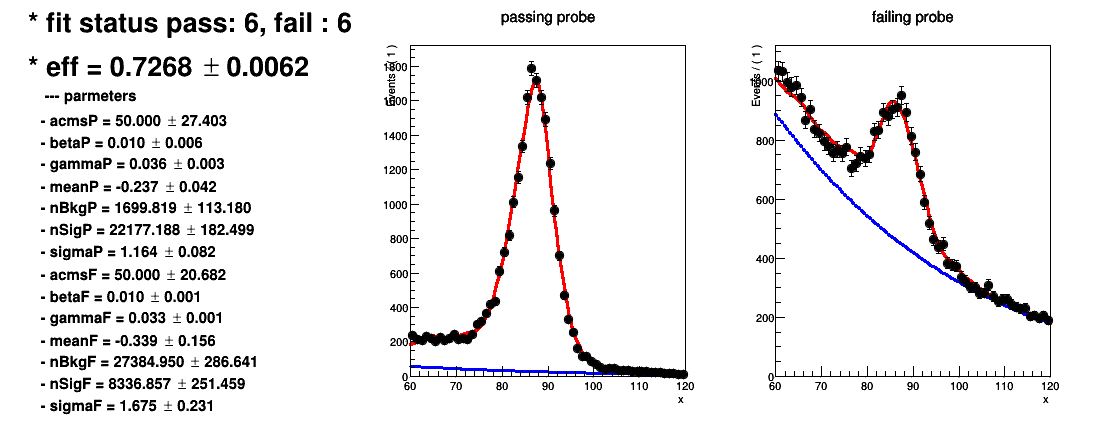 * fit status pass: 6, fail : 6
* eff = 0.7268 ± 0.0062
--- parmeters
- acmsP = 50.000 ± 27.403
- betaP = 0.010 ± 0.006
- gammaP = 0.036 ± 0.003
- meanP = -0.237 ± 0.042
- nBkgP = 1699.819 ± 113.180
- nSigP = 22177.188 ± 182.499
- sigmaP = 1.164 ± 0.082
- acmsF = 50.000 ± 20.682
- betaF = 0.010 ± 0.001
- gammaF = 0.033 ± 0.001
- meanF = -0.339 ± 0.156
- nBkgF = 27384.950 ± 286.641
- nSigF = 8336.857 ± 251.459
- sigmaF = 1.675 ± 0.231
passing probe
Events / ( 1 )
1800
1600
1400
1200
1000
800
600
400
200
0
60 70 80 90 100 110 120
x
failing probe
Events / ( 1 )
1000
800
600
400
200
0
60 70 80 90 100 110 120
x